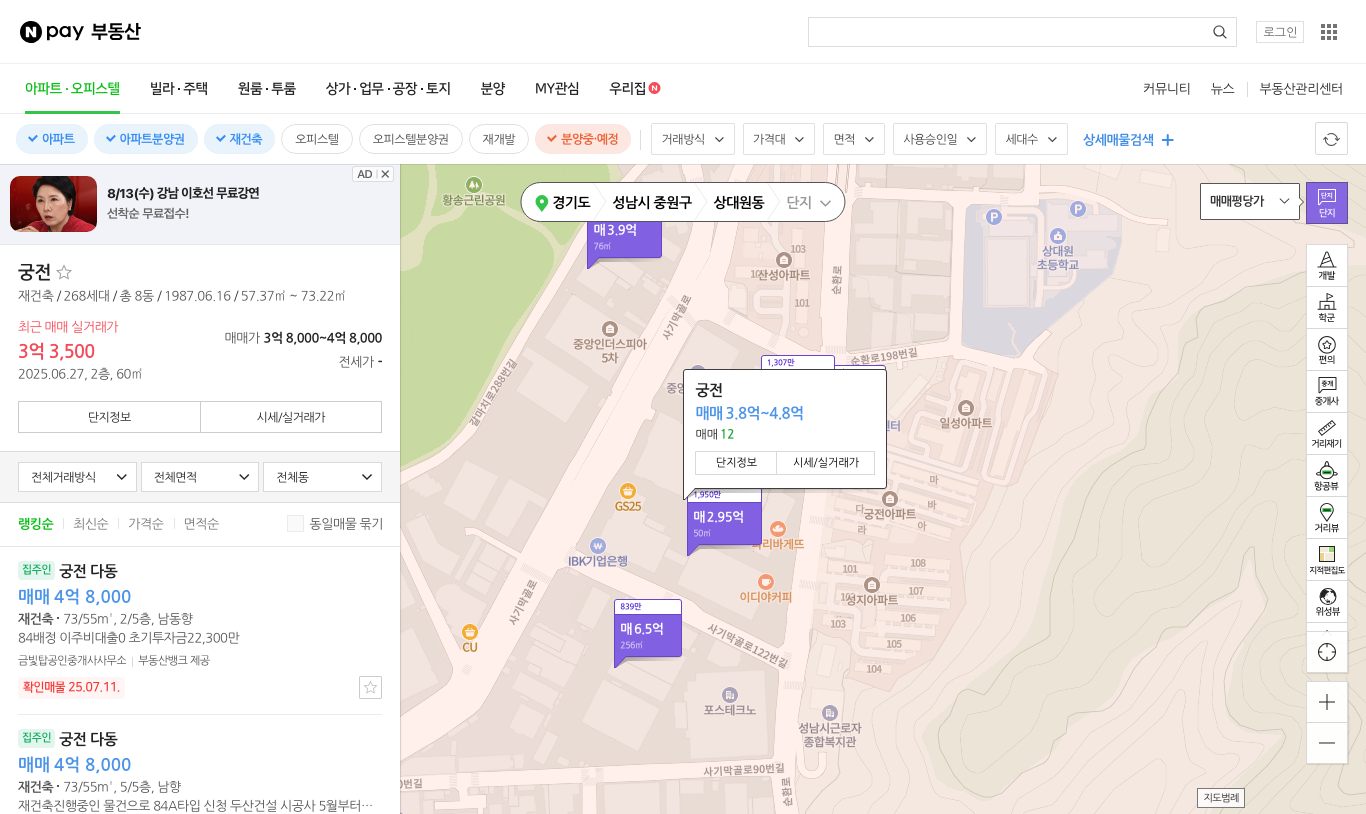 N pay 부동산
로그인
아파트·오피스텔
빌라·주택
원룸·투룸
상가·업무·공장·토지
분양
MY관심
우리집 N
커뮤니티
뉴스
부동산관리센터
아파트
아파트분양권
재건축
오피스텔
오피스텔분양권
재개발
분양중·예정
거래방식
가격대
면적
사용승인일
세대수
상세매물검색
8/13(수) 강남 이호선 무료강연
선착순 무료접수!
AD
궁전
재건축 / 268세대 / 총 8동 / 1987.06.16 / 57.37㎡ ~ 73.22㎡
최근 매매 실거래가
3억 3,500
2025.06.27, 2층, 60㎡
매매가 3억 8,000~4억 8,000
전세가 -
단지정보
시세/실거래가
전체거래방식
전체면적
전체동
랭킹순
최신순
가격순
면적순
동일매물 묶기
집주인 궁전 다동
매매 4억 8,000
재건축 · 73/55m², 2/5층, 남동향
84배정 이주비대출0 초기투자금22,300만
금빛탑공인중개사사무소
부동산뱅크 제공
확인매물 25.07.11.
집주인 궁전 다동
매매 4억 8,000
재건축 · 73/55m², 5/5층, 남향
재건축진행중인 물건으로 84A타입 신청 두산건설 시공사 5월부터…
경기도
성남시 중원구
상대원동
단지
매매평당가
단지
단지
개발
학군
편의
중개
중개사
거리재기
항공뷰
거리뷰
지적편집도
위성뷰
지도범례
황송근린공원
매 3.9억
76㎡
103
잔성아파트
101
순환로
P
P
상대원
초등학교
사기막골로
중앙인더스피아
5차
갈마치로288번길
순환로198번길
1,307만
중앙
궁전
매매 3.8억~4.8억
매매 12
단지정보
시세/실거래가
센터
일성아파트
1,950만
매 2.95억
50㎡
GS25
파리바게뜨
W
IBK기업은행
이디야커피
마
바
궁전아파트
다
라
아
101
108
성지아파트
107
103
106
105
104
839만
매 6.5억
256㎡
사기막골로
CU
사기막골로122번길
포스테크노
성남시근로자
종합복지관
사기막골로90번길
0번길
순환로